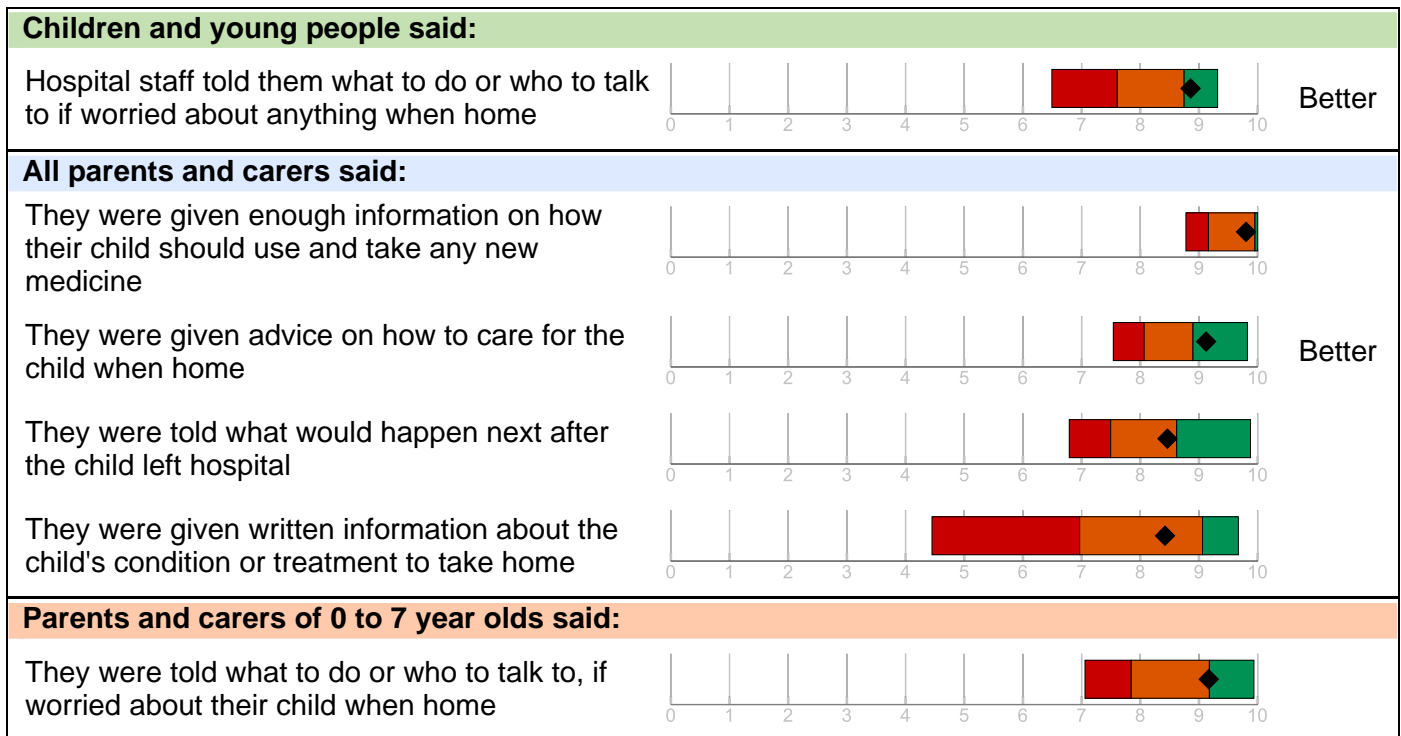 Children and young people said:
Hospital staff told them what to do or who to talk
to if worried about anything when home
0 1 2 3 4 5 6 7 8 9 10
Better
All parents and carers said:
They were given enough information on how
their child should use and take any new
medicine
0 1 2 3 4 5 6 7 8 9 10
They were given advice on how to care for the
child when home
0 1 2 3 4 5 6 7 8 9 10
Better
They were told what would happen next after
the child left hospital
0 1 2 3 4 5 6 7 8 9 10
They were given written information about the
child's condition or treatment to take home
0 1 2 3 4 5 6 7 8 9 10
Parents and carers of 0 to 7 year olds said:
They were told what to do or who to talk to, if
worried about their child when home
0 1 2 3 4 5 6 7 8 9 10